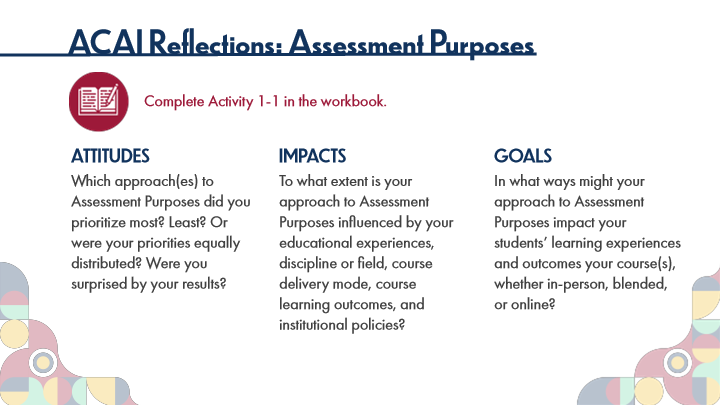 ACAI Reflections: Assessment Purposes
Complete Activity 1-1 in the workbook.
ATTITUDES
Which approach(es) to
Assessment Purposes did you
prioritize most? Least? Or
were your priorities equally
distributed? Were you
surprised by your results?
IMPACTS
To what extent is your
approach to Assessment
Purposes influenced by your
educational experiences,
discipline or field, course
delivery mode, course
learning outcomes, and
institutional policies?
GOALS
In what ways might your
approach to Assessment
Purposes impact your
students’ learning experiences
and outcomes your course(s),
whether in-person, blended,
or online?